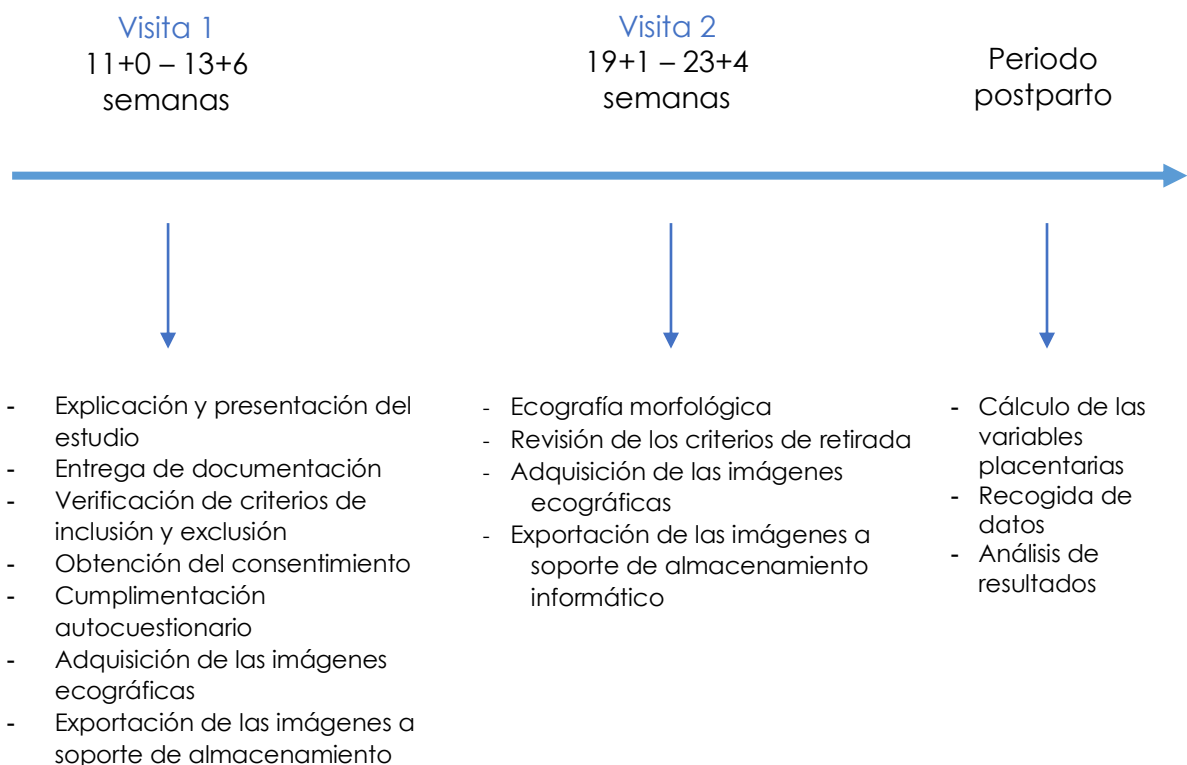 Visita 1
11+0 – 13+6
semanas
Visita 2
19+1 – 23+4
semanas
Periodo
postparto
- Explicación y presentación del
estudio
- Entrega de documentación
- Verificación de criterios de
inclusión y exclusión
- Obtención del consentimiento
- Cumplimentación
autocuestionario
- Adquisición de las imágenes
ecográficas
- Exportación de las imágenes a
soporte de almacenamiento
- Ecografía morfológica
- Revisión de los criterios de retirada
- Adquisición de las imágenes
ecográficas
- Exportación de las imágenes a
soporte de almacenamiento
informático
- Cálculo de las
variables
placentarias
- Recogida de
datos
- Análisis de
resultados